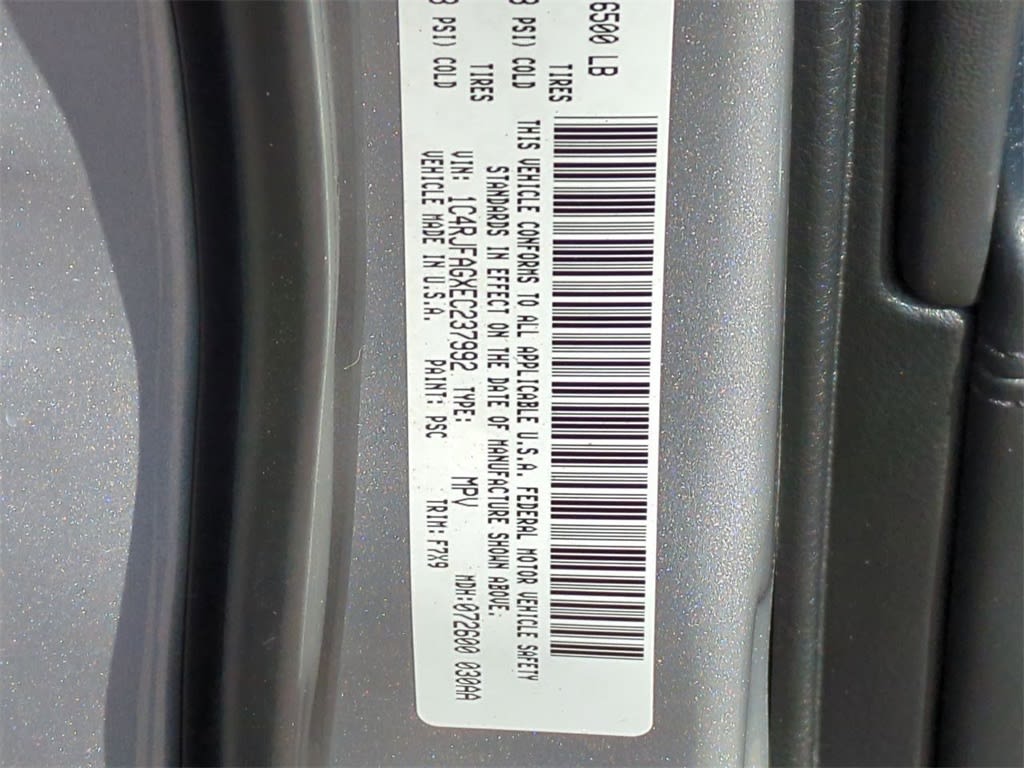 6500 LB
TIRES
8 PSI) COLD
TIRES
8 PSI) COLD
THIS VEHICLE CONFORMS TO ALL APPLICABLE U.S.A. FEDERAL MOTOR VEHICLE SAFETY
STANDARDS IN EFFECT ON THE DATE OF MANUFACTURE SHOWN ABOVE.
VIN: 1C4RJFAGXEC237992 TYPE: MPV MDH:072600 030AA
VEHICLE MADE IN U.S.A. PAINT: PSC TRIM: F7X9